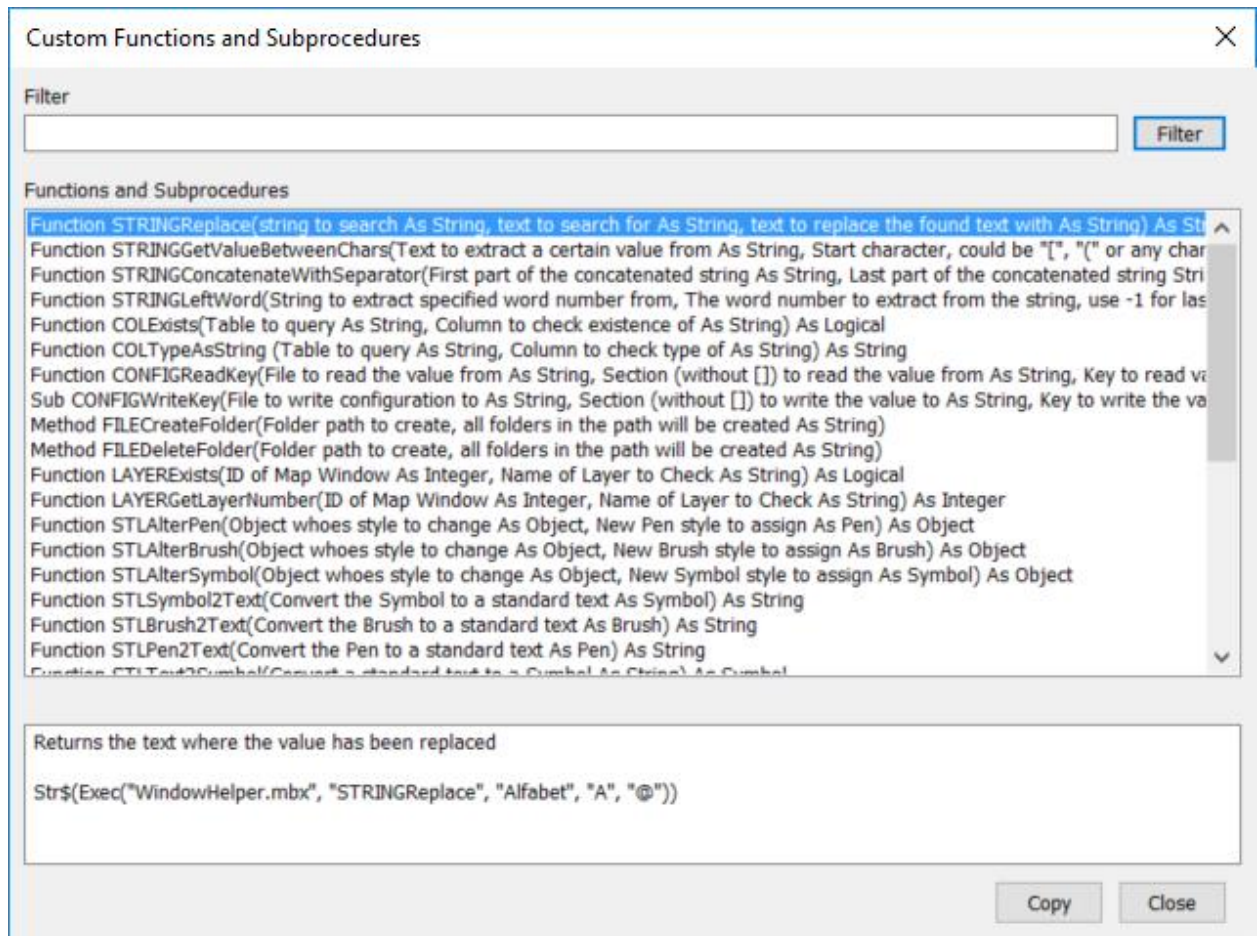 Custom Functions and Subprocedures
Filter
Filter
Functions and Subprocedures
Function STRINGReplace(string to search As String, text to search for As String, text to replace the found text with As String) As Str
Function STRINGGetValueBetweenChars(Text to extract a certain value from As String, Start character, could be "[", "(" or any char
Function STRINGConcatenateWithSeparator(First part of the concatenated string As String, Last part of the concatenated string Stri
Function STRINGLeftWord(String to extract specified word number from, The word number to extract from the string, use -1 for las
Function COLExists(Table to query As String, Column to check existence of As String) As Logical
Function COLTypeAsString (Table to query As String, Column to check type of As String) As String
Function CONFIGReadKey(File to read the value from As String, Section (without []) to read the value from As String, Key to read va
Sub CONFIGWriteKey(File to write configuration to As String, Section (without []) to write the value to As String, Key to write the va
Method FILECreateFolder(Folder path to create, all folders in the path will be created As String)
Method FILEDeleteFolder(Folder path to create, all folders in the path will be created As String)
Function LAYERExists(ID of Map Window As Integer, Name of Layer to Check As String) As Logical
Function LAYERGetLayerNumber(ID of Map Window As Integer, Name of Layer to Check As String) As Integer
Function STLAlterPen(Object whoes style to change As Object, New Pen style to assign As Pen) As Object
Function STLAlterBrush(Object whoes style to change As Object, New Brush style to assign As Brush) As Object
Function STLAlterSymbol(Object whoes style to change As Object, New Symbol style to assign As Symbol) As Object
Function STLSymbol2Text(Convert the Symbol to a standard text As Symbol) As String
Function STLBrush2Text(Convert the Brush to a standard text As Brush) As String
Function STLPen2Text(Convert the Pen to a standard text As Pen) As String
Function STLText2Symbol(Convert a standard text to a Symbol As String) As Symbol
Returns the text where the value has been replaced
Str$(Exec("WindowHelper.mbx", "STRINGReplace", "Alfabet", "A", "@"))
Copy
Close